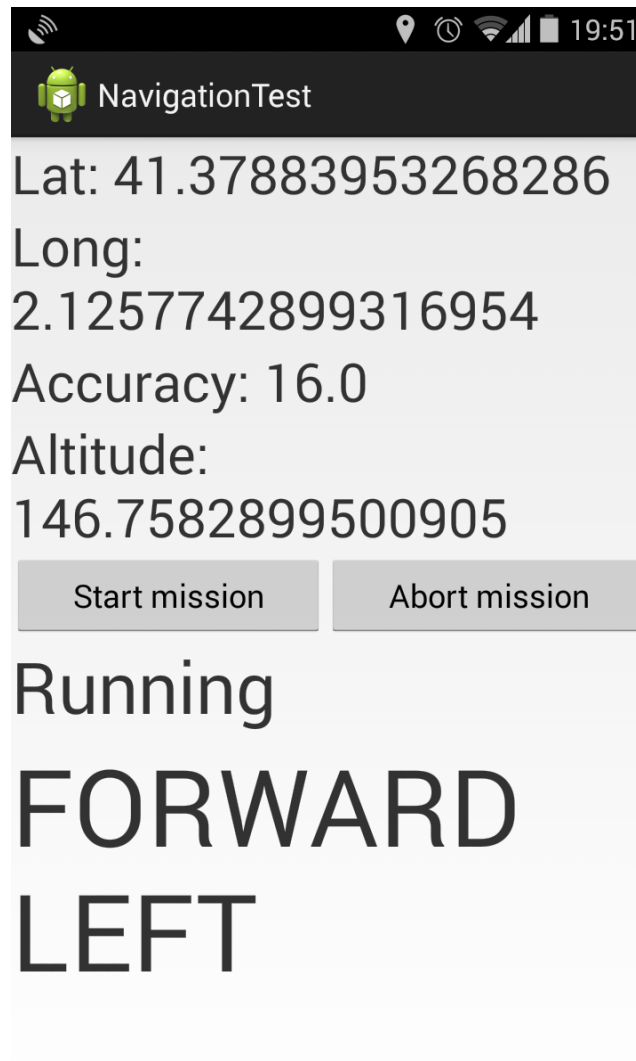 19:51
NavigationTest
Lat: 41.37883953268286
Long:
2.1257742899316954
Accuracy: 16.0
Altitude:
146.7582899500905
Start mission Abort mission
Running
FORWARD
LEFT